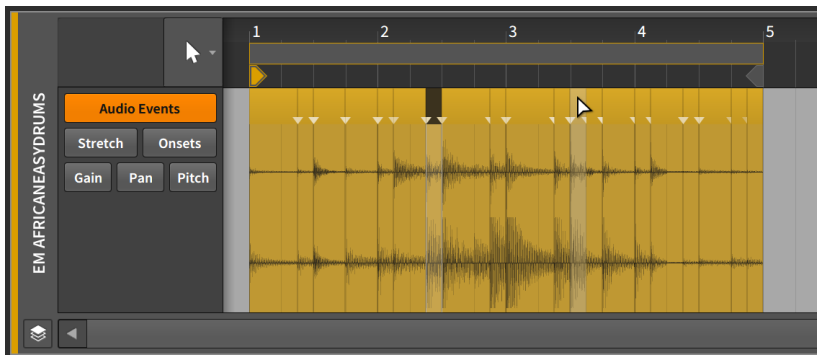 1 2 3 4 5
EM AFRICANEASYDRUMS
Audio Events
Stretch Onsets
Gain Pan Pitch